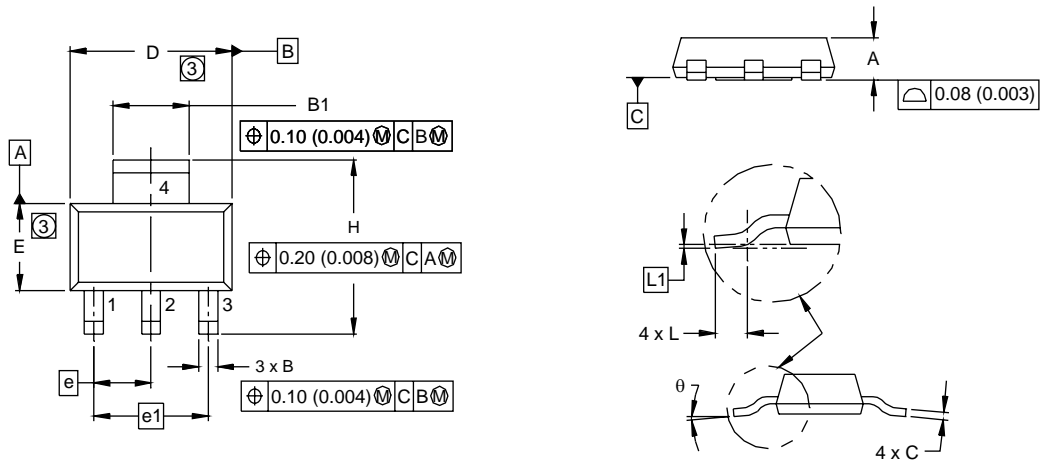 D
B
3
B1
⌖ 0.10 (0.004) Ⓜ C B Ⓜ
A
4
3
E
H
⌖ 0.20 (0.008) Ⓜ C A Ⓜ
1
2
3
e
3 x B
e1
⌖ 0.10 (0.004) Ⓜ C B Ⓜ
A
C
⌓ 0.08 (0.003)
L1
4 x L
θ
4 x C